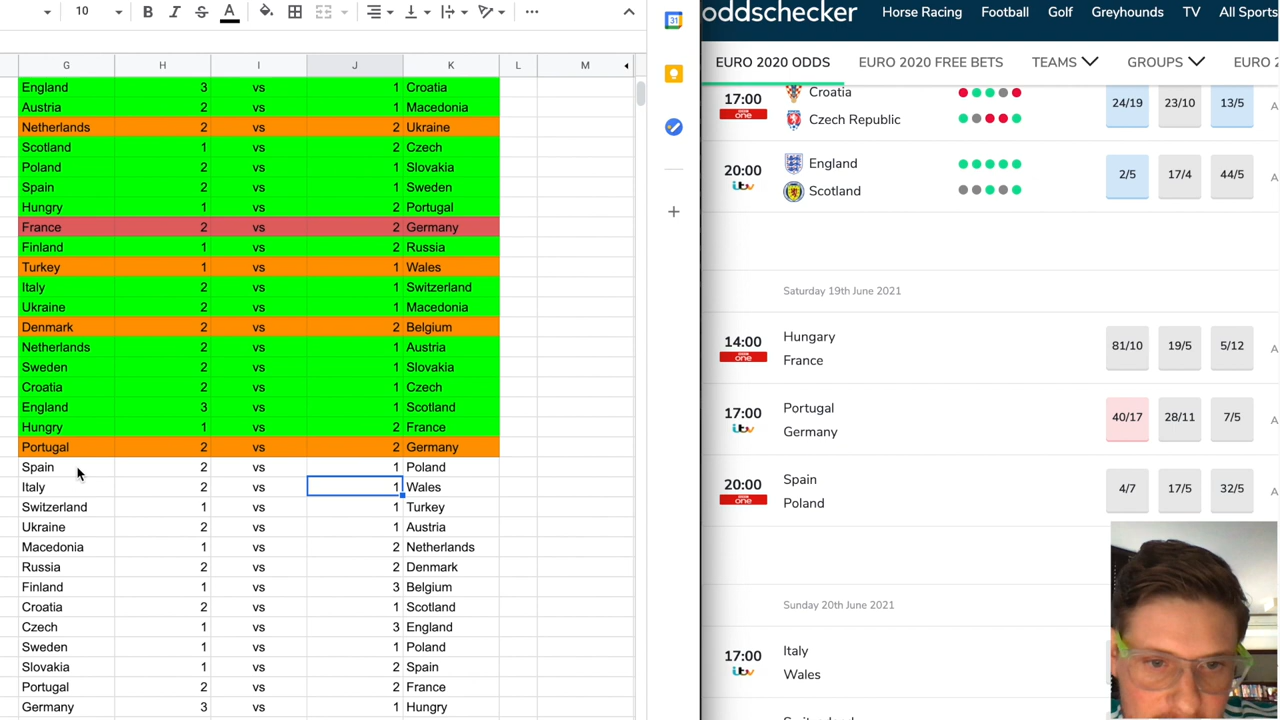 10 B I S A
G H I J K L M
England 3 vs 1 Croatia
Austria 2 vs 1 Macedonia
Netherlands 2 vs 2 Ukraine
Scotland 1 vs 2 Czech
Poland 2 vs 1 Slovakia
Spain 2 vs 1 Sweden
Hungry 1 vs 2 Portugal
France 2 vs 2 Germany
Finland 1 vs 2 Russia
Turkey 1 vs 1 Wales
Italy 2 vs 1 Switzerland
Ukraine 2 vs 1 Macedonia
Denmark 2 vs 2 Belgium
Netherlands 2 vs 1 Austria
Sweden 2 vs 1 Slovakia
Croatia 2 vs 1 Czech
England 3 vs 1 Scotland
Hungry 1 vs 2 France
Portugal 2 vs 2 Germany
Spain 2 vs 1 Poland
Italy 2 vs 1 Wales
Switzerland 1 vs 1 Turkey
Ukraine 2 vs 1 Austria
Macedonia 1 vs 2 Netherlands
Russia 2 vs 2 Denmark
Finland 1 vs 3 Belgium
Croatia 2 vs 1 Scotland
Czech 1 vs 3 England
Sweden 1 vs 1 Poland
Slovakia 1 vs 2 Spain
Portugal 2 vs 2 France
Germany 3 vs 1 Hungry
31
oddschecker Horse Racing Football Golf Greyhounds TV All Sports
EURO 2020 ODDS EURO 2020 FREE BETS TEAMS GROUPS EURO 2
17:00 Croatia 24/19 23/10 13/5 A
one Czech Republic
20:00 England 2/5 17/4 44/5 A
itv Scotland
Saturday 19th June 2021
14:00 Hungary 81/10 19/5 5/12 A
one France
17:00 Portugal 40/17 28/11 7/5 A
itv Germany
20:00 Spain 4/7 17/5 32/5 A
one Poland
Sunday 20th June 2021
17:00 Italy
itv Wales